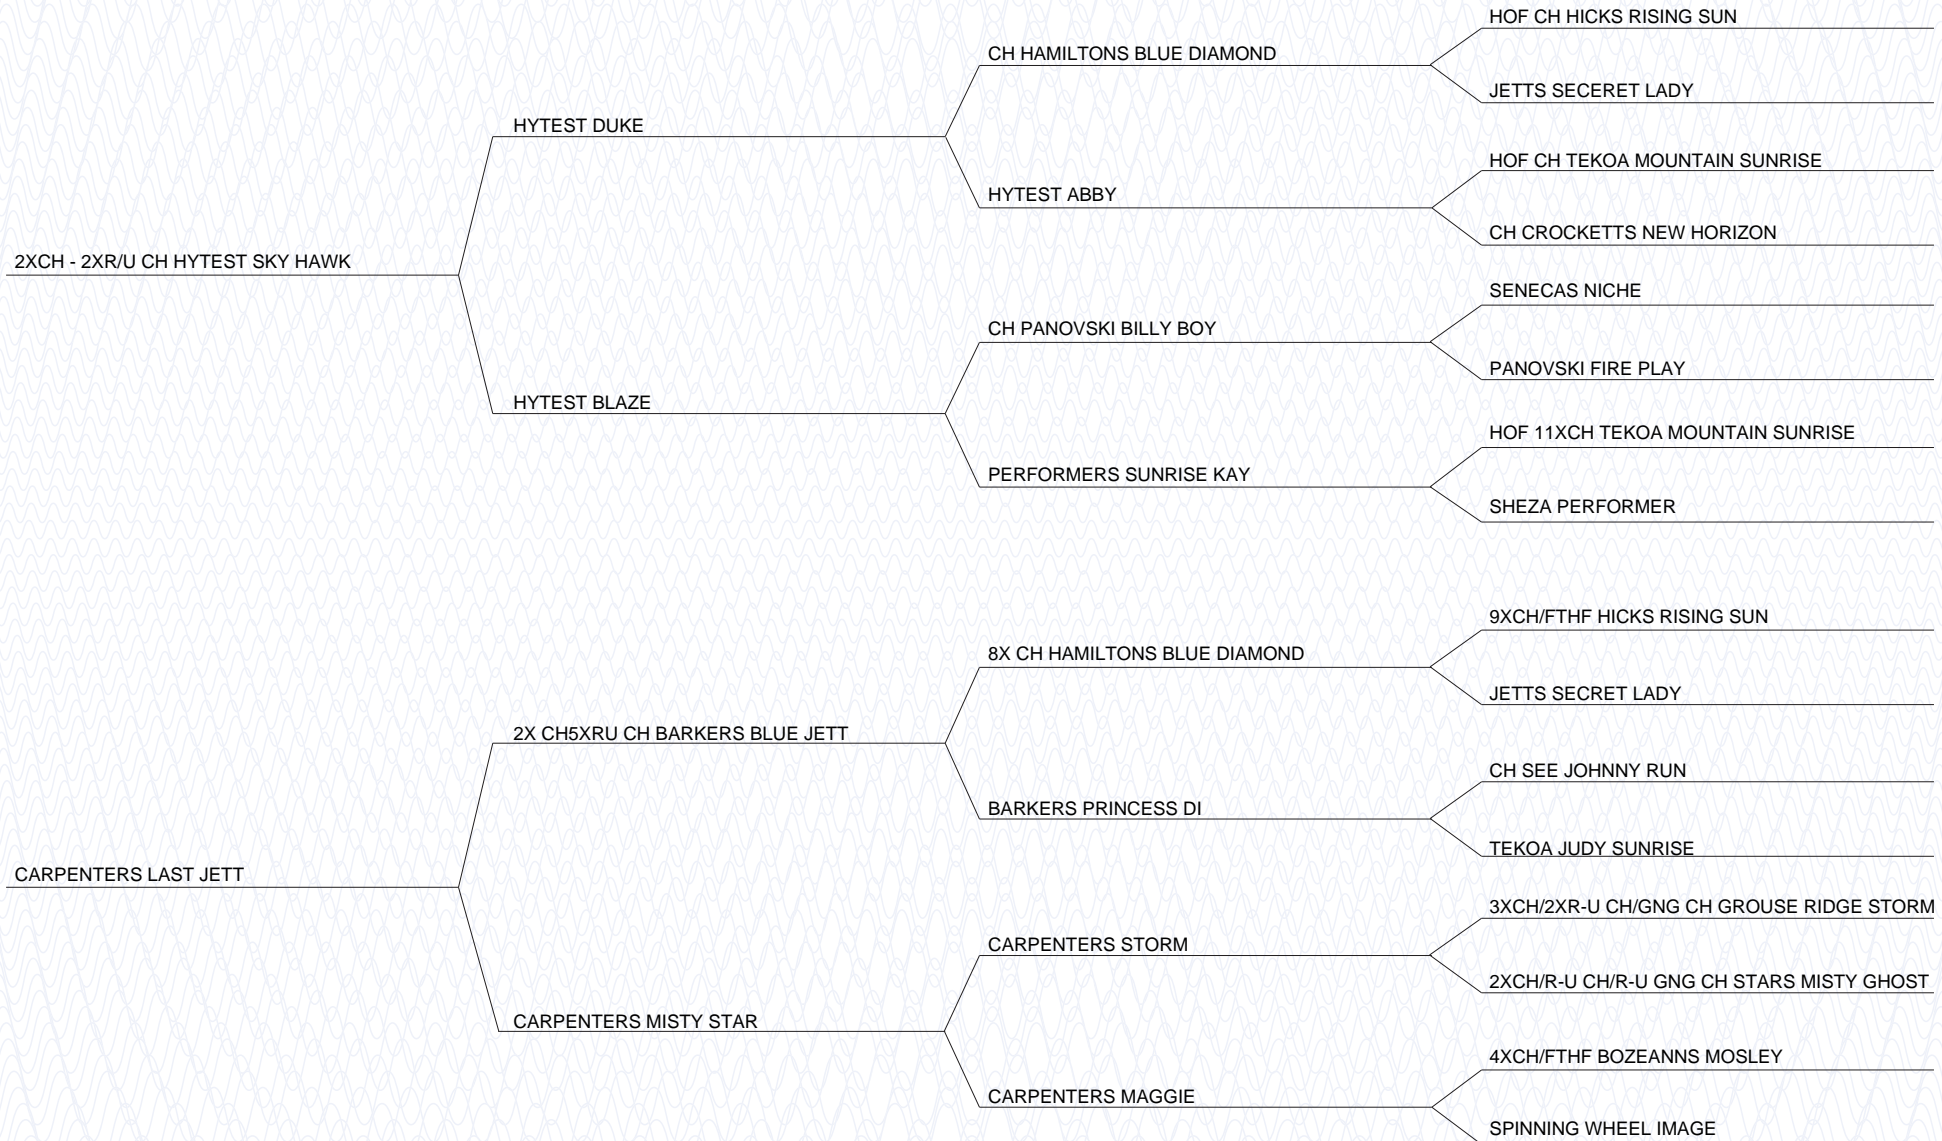 HOF CH HICKS RISING SUN
CH HAMILTONS BLUE DIAMOND
JETTS SECERET LADY
HYTEST DUKE
HOF CH TEKOA MOUNTAIN SUNRISE
HYTEST ABBY
CH CROCKETTS NEW HORIZON
2XCH - 2XR/U CH HYTEST SKY HAWK
SENECAS NICHE
CH PANOVSKI BILLY BOY
PANOVSKI FIRE PLAY
HYTEST BLAZE
HOF 11XCH TEKOA MOUNTAIN SUNRISE
PERFORMERS SUNRISE KAY
SHEZA PERFORMER
9XCH/FTHF HICKS RISING SUN
8X CH HAMILTONS BLUE DIAMOND
JETTS SECRET LADY
2X CH5XRU CH BARKERS BLUE JETT
CH SEE JOHNNY RUN
BARKERS PRINCESS DI
TEKOA JUDY SUNRISE
CARPENTERS LAST JETT
3XCH/2XR-U CH/GNG CH GROUSE RIDGE STORM
CARPENTERS STORM
2XCH/R-U CH/R-U GNG CH STARS MISTY GHOST
CARPENTERS MISTY STAR
4XCH/FTHF BOZEANNS MOSLEY
CARPENTERS MAGGIE
SPINNING WHEEL IMAGE